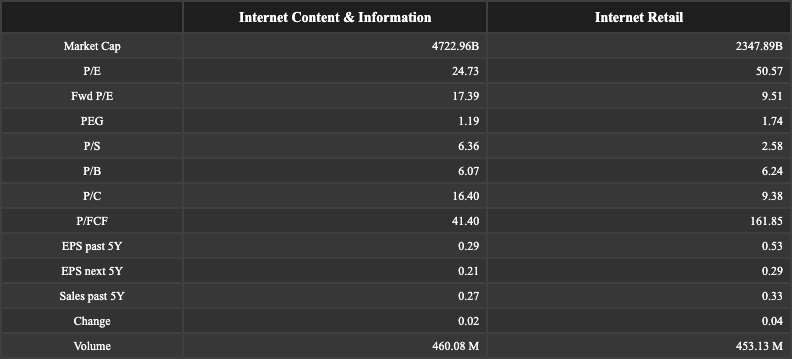 Internet Content & Information Internet Retail
Market Cap 4722.96B 2347.89B
P/E 24.73 50.57
Fwd P/E 17.39 9.51
PEG 1.19 1.74
P/S 6.36 2.58
P/B 6.07 6.24
P/C 16.40 9.38
P/FCF 41.40 161.85
EPS past 5Y 0.29 0.53
EPS next 5Y 0.21 0.29
Sales past 5Y 0.27 0.33
Change 0.02 0.04
Volume 460.08 M 453.13 M